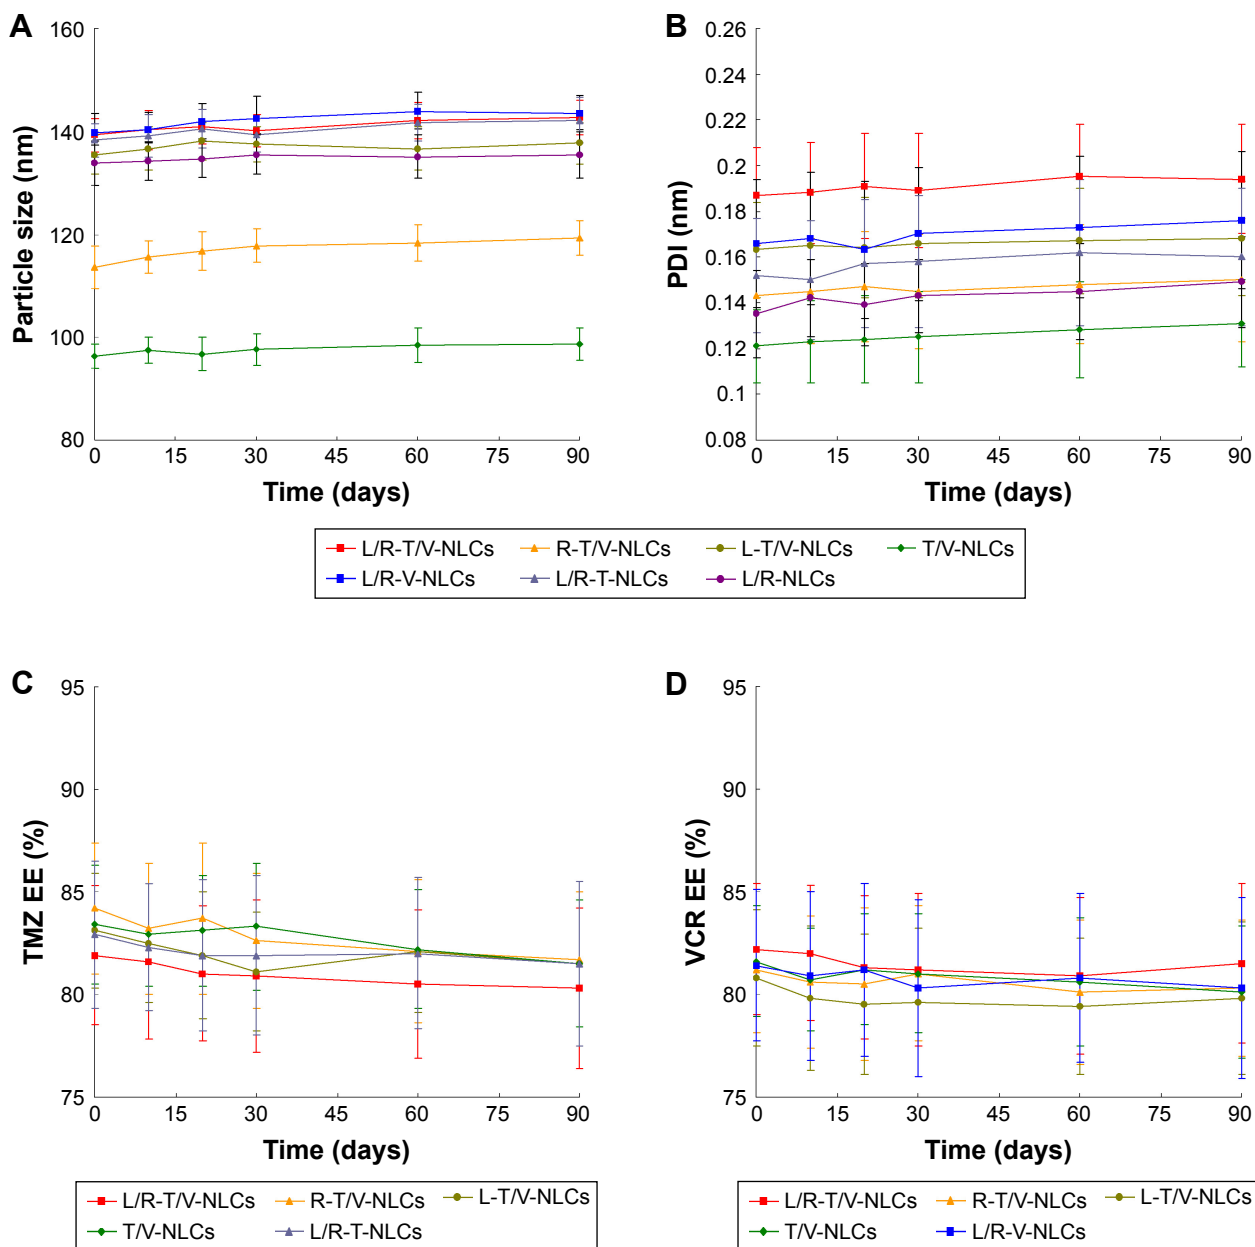 A
160
140
120
100
80
Particle size (nm)
0 15 30 45 60 75 90
Time (days)
B
0.26
0.24
0.22
0.2
0.18
0.16
0.14
0.12
0.1
0.08
PDI (nm)
0 15 30 45 60 75 90
Time (days)
L/R-T/V-NLCs R-T/V-NLCs L-T/V-NLCs T/V-NLCs
L/R-V-NLCs L/R-T-NLCs L/R-NLCs
C
95
90
85
80
75
TMZ EE (%)
0 15 30 45 60 75 90
Time (days)
L/R-T/V-NLCs R-T/V-NLCs L-T/V-NLCs
T/V-NLCs L/R-T-NLCs
D
95
90
85
80
75
VCR EE (%)
0 15 30 45 60 75 90
Time (days)
L/R-T/V-NLCs R-T/V-NLCs L-T/V-NLCs
T/V-NLCs L/R-V-NLCs